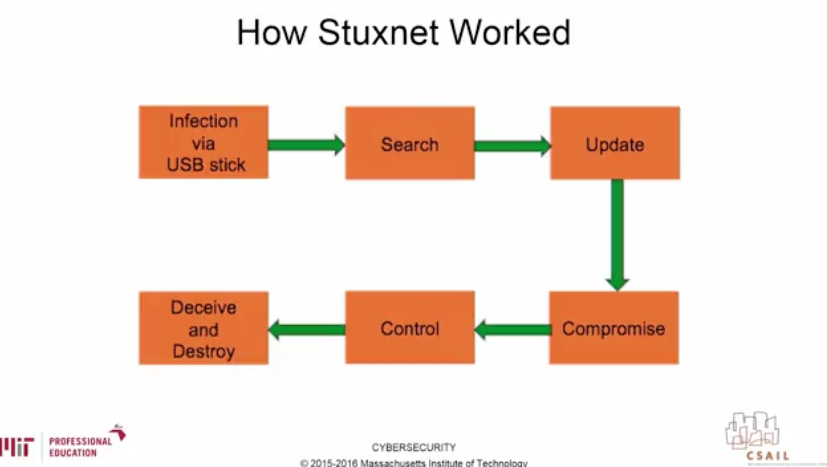 How Stuxnet Worked
Infection
via
USB stick
Search
Update
Deceive
and
Destroy
Control
Compromise
MIT
PROFESSIONAL
EDUCATION
CYBERSECURITY
© 2015-2016 Massachusetts Institute of Technology
CSAIL